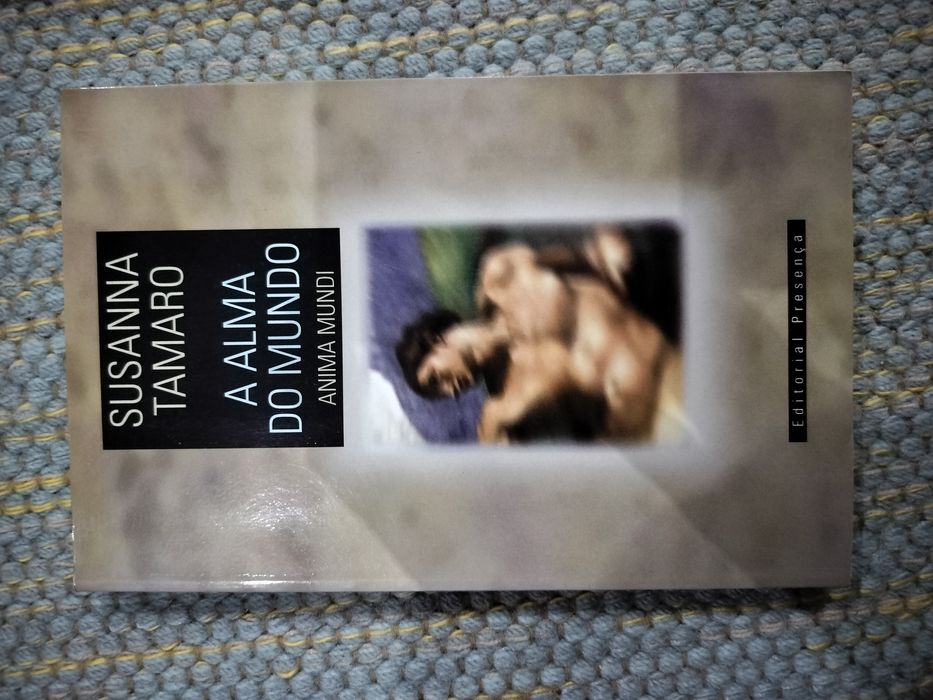 SUSANNA
TAMARO
A ALMA
DO MUNDO
ANIMA MUNDI
Editorial Presença